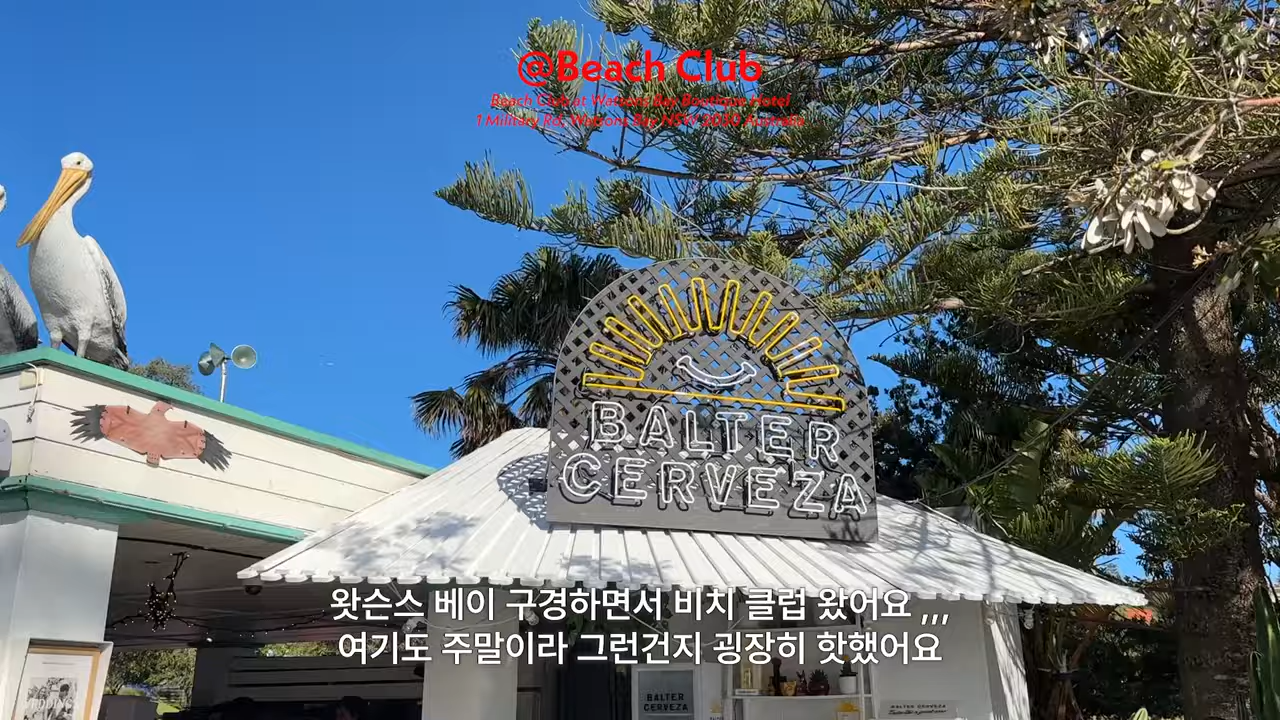 @Beach Club
Beach Club at Watsons Bay Boutique Hotel
1 Military Rd, Watsons Bay NSW 2030 Australia
BALTER
CERVEZA
왓슨스 베이 구경하면서 비치 클럽 왔어요 ,,,
여기도 주말이라 그런건지 굉장히 핫했어요
BALTER
CERVEZA
BALTER CERVEZA